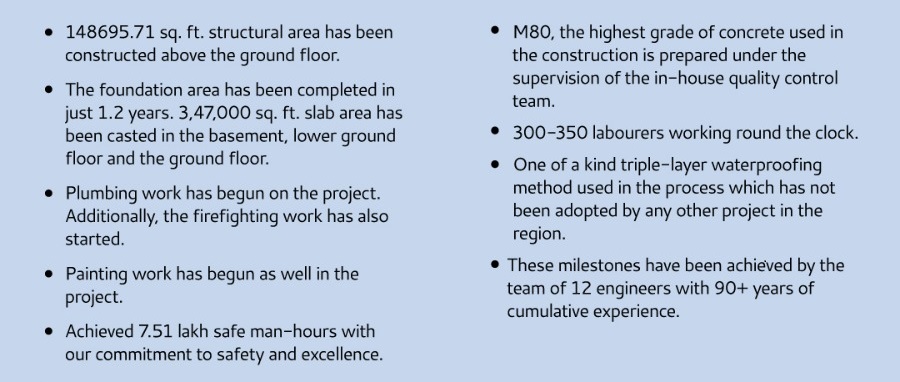 • 148695.71 sq. ft. structural area has been
constructed above the ground floor.
• The foundation area has been completed in
just 1.2 years. 3,47,000 sq. ft. slab area has
been casted in the basement, lower ground
floor and the ground floor.
• Plumbing work has begun on the project.
Additionally, the firefighting work has also
started.
• Painting work has begun as well in the
project.
• Achieved 7.51 lakh safe man-hours with
our commitment to safety and excellence.
• M80, the highest grade of concrete used in
the construction is prepared under the
supervision of the in-house quality control
team.
• 300-350 labourers working round the clock.
• One of a kind triple-layer waterproofing
method used in the process which has not
been adopted by any other project in the
region.
• These milestones have been achieved by the
team of 12 engineers with 90+ years of
cumulative experience.